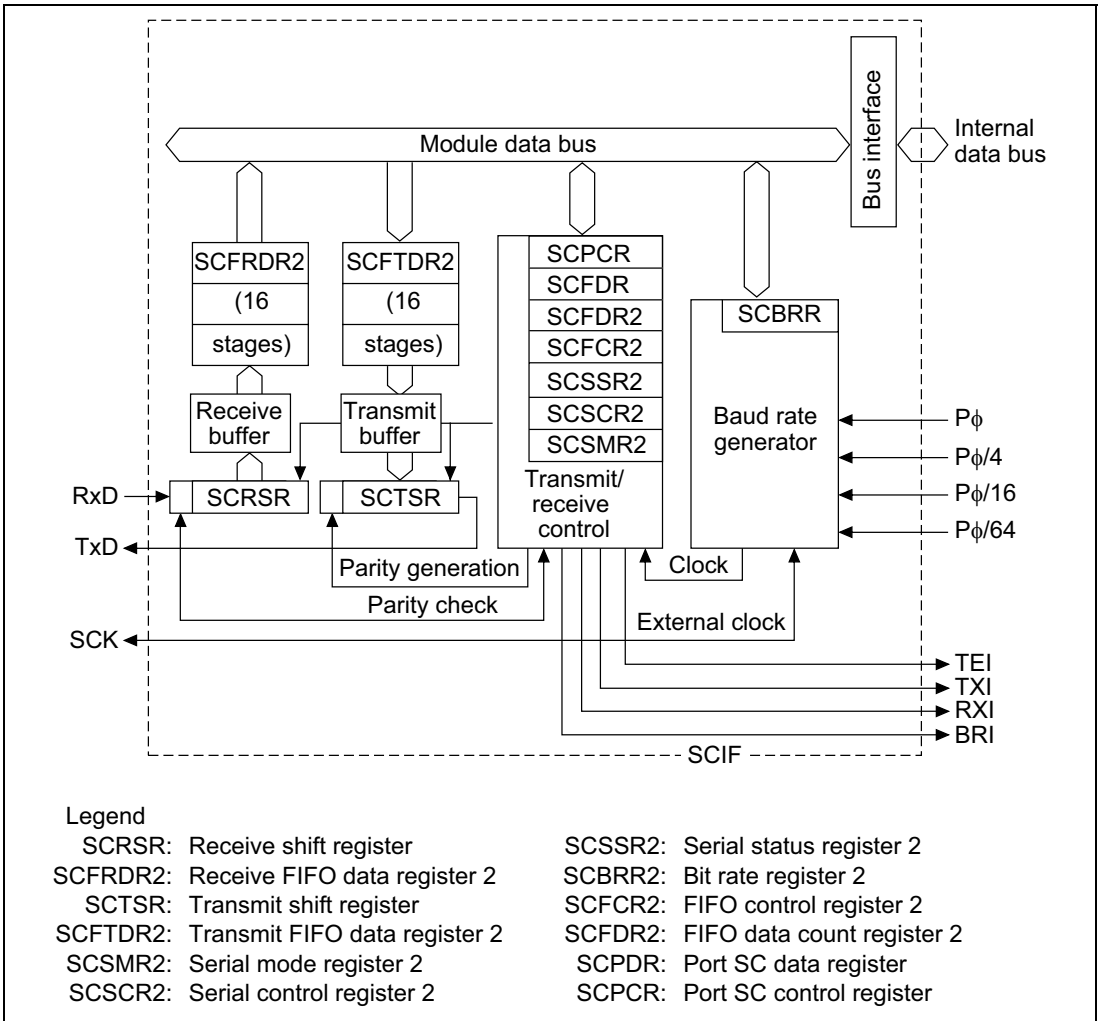 Module data bus
Bus interface
Internal
data bus
SCFRDR2
(16
stages)
SCFTDR2
(16
stages)
SCPCR
SCFDR
SCFDR2
SCFCR2
SCSSR2
SCSCR2
SCSMR2
Transmit/
receive
control
SCBRR
Baud rate
generator
Receive
buffer
Transmit
buffer
SCRSR
SCTSR
RxD
TxD
SCK
Pφ
Pφ/4
Pφ/16
Pφ/64
Parity generation
Parity check
Clock
External clock
TEI
TXI
RXI
BRI
SCIF
Legend
SCRSR: Receive shift register
SCFRDR2: Receive FIFO data register 2
SCTSR: Transmit shift register
SCFTDR2: Transmit FIFO data register 2
SCSMR2: Serial mode register 2
SCSCR2: Serial control register 2
SCSSR2: Serial status register 2
SCBRR2: Bit rate register 2
SCFCR2: FIFO control register 2
SCFDR2: FIFO data count register 2
SCPDR: Port SC data register
SCPCR: Port SC control register